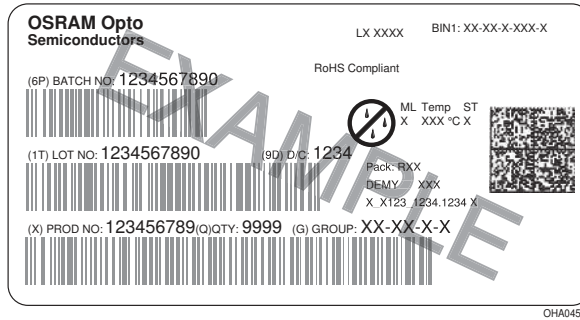 OSRAM Opto
Semiconductors
LX XXXX
BIN1: XX-XX-X-XXX-X
RoHS Compliant
(6P) BATCH NO: 1234567890
ML Temp ST
X XXX °C X
(1T) LOT NO: 1234567890 (9D) D/C: 1234
Pack: RXX
DEMY XXX
X_X123_1234.1234 X
(X) PROD NO: 123456789(Q)QTY: 9999 (G) GROUP: XX-XX-X-X
EXAMPLE
OHA045